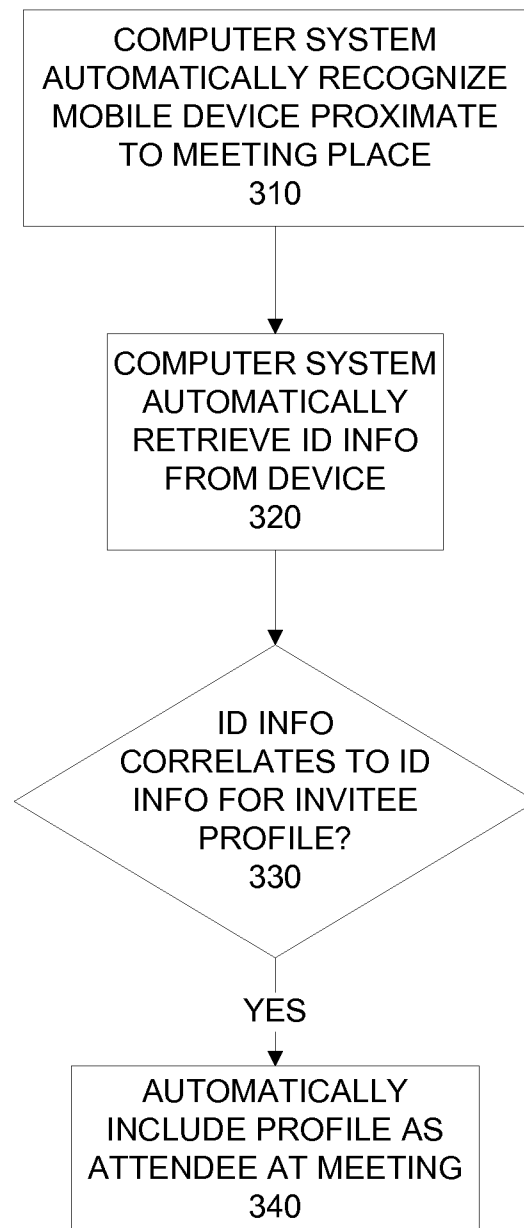 COMPUTER SYSTEM
AUTOMATICALLY RECOGNIZE
MOBILE DEVICE PROXIMATE
TO MEETING PLACE
310
COMPUTER SYSTEM
AUTOMATICALLY
RETRIEVE ID INFO
FROM DEVICE
320
ID INFO
CORRELATES TO ID
INFO FOR INVITEE
PROFILE?
330
YES
AUTOMATICALLY
INCLUDE PROFILE AS
ATTENDEE AT MEETING
340